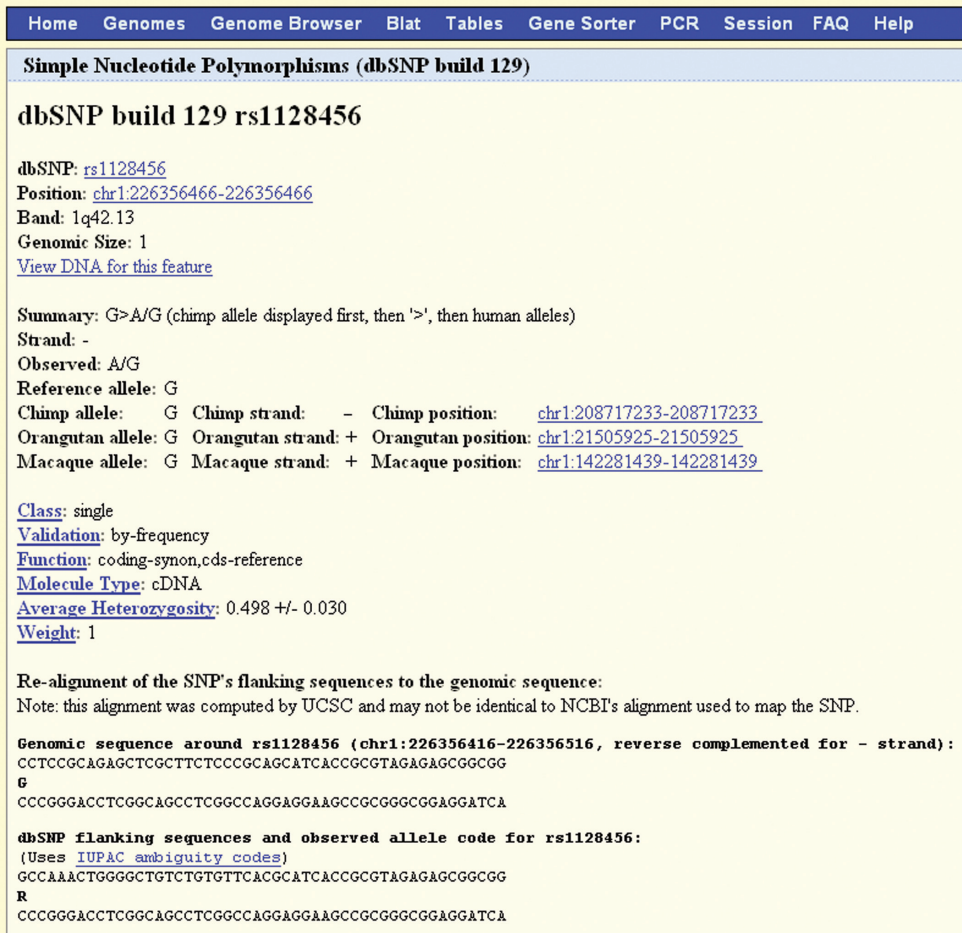 Home Genomes Genome Browser Blat Tables Gene Sorter PCR Session FAQ Help
Simple Nucleotide Polymorphisms (dbSNP build 129)
dbSNP build 129 rs1128456
dbSNP: rs1128456
Position: chr1:226356466-226356466
Band: 1q42.13
Genomic Size: 1
View DNA for this feature
Summary: G>A/G (chimp allele displayed first, then '>', then human alleles)
Strand: -
Observed: A/G
Reference allele: G
Chimp allele: G Chimp strand: - Chimp position: chr1:208717233-208717233
Orangutan allele: G Orangutan strand: + Orangutan position: chr1:21505925-21505925
Macaque allele: G Macaque strand: + Macaque position: chr1:142281439-142281439
Class: single
Validation: by-frequency
Function: coding-synon,cds-reference
Molecule Type: cDNA
Average Heterozygosity: 0.498 +/- 0.030
Weight: 1
Re-alignment of the SNP's flanking sequences to the genomic sequence:
Note: this alignment was computed by UCSC and may not be identical to NCBI's alignment used to map the SNP.
Genomic sequence around rs1128456 (chr1:226356416-226356516, reverse complemented for - strand):
CCTCCGCAGAGCTCGCTTCTCCCGCAGCATCACCGCGTAGAGAGCGGCGG
G
CCCGGGACCTCGGCAGCCTCGGCCAGGAGGAAGCCGCGGGCGGAGGATCA
dbSNP flanking sequences and observed allele code for rs1128456:
(Uses IUPAC ambiguity codes)
GCCAAACTGGGGCTGTCTGTGTTCACGCATCACCGCGTAGAGAGCGGCGG
R
CCCGGGACCTCGGCAGCCTCGGCCAGGAGGAAGCCGCGGGCGGAGGATCA